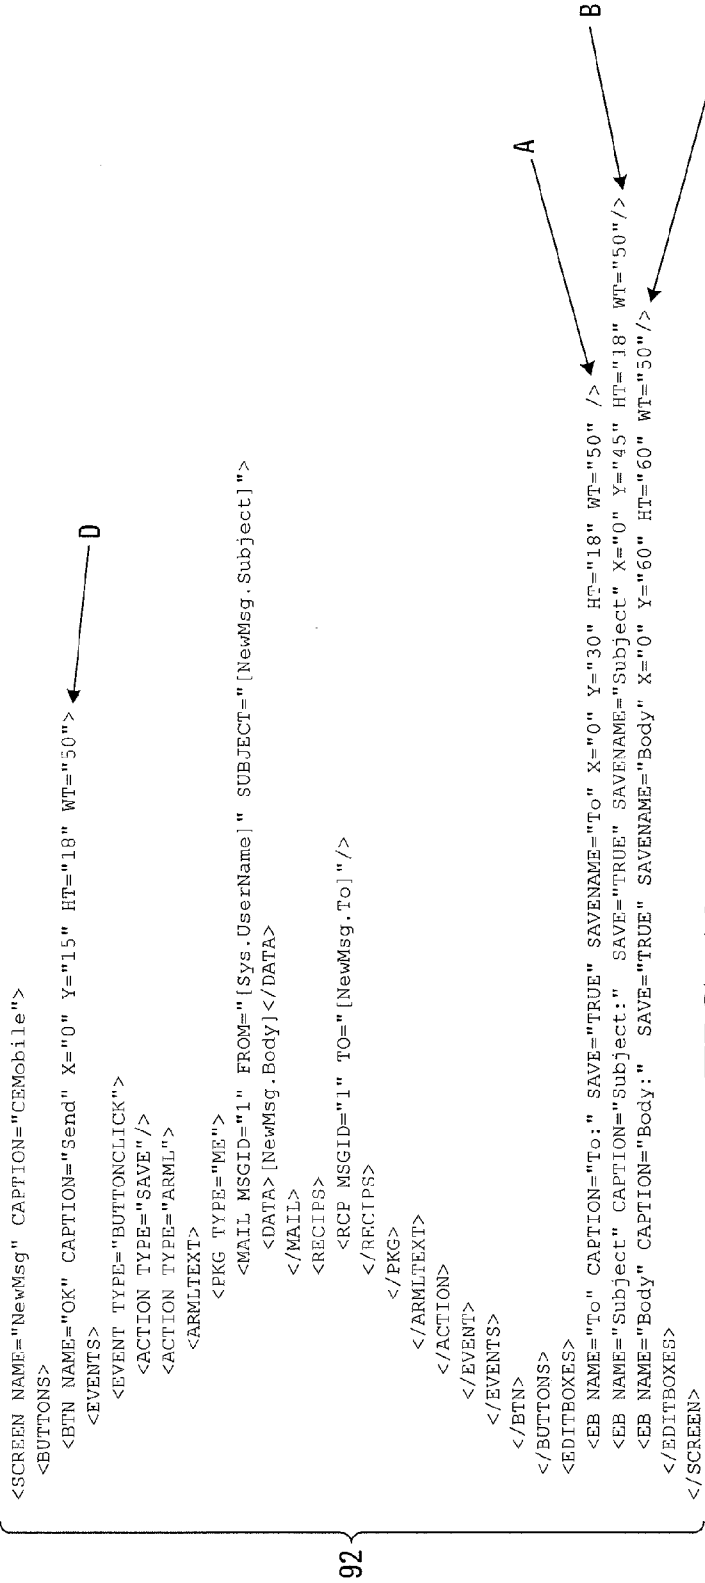 <SCREEN NAME="NewMsg" CAPTION="CEMobile">
<BUTTONS>
<BTN NAME="OK" CAPTION="Send" X="0" Y="15" HT="18" WT="50">
D
<EVENTS>
<EVENT TYPE="BUTTONCLICK">
<ACTION TYPE="SAVE"/>
<ACTION TYPE="ARML">
<ARMLTEXT>
<PKG TYPE="ME">
<MAIL MSGID="1" FROM="[Sys.UserName]" SUBJECT="[NewMsg.Subject]">
<DATA>[NewMsg.Body]</DATA>
</MAIL>
<RECIPS>
<RCP MSGID="1" TO="[NewMsg.To]"/>
</RECIPS>
</PKG>
</ARMLTEXT>
</ACTION>
</EVENT>
</EVENTS>
</BTN>
</BUTTONS>
<EDITBOXES>
<EB NAME="To" CAPTION="To:" SAVE="TRUE" SAVENAME="To" X="0" Y="30" HT="18" WT="50" />
A
<EB NAME="Subject" CAPTION="Subject:" SAVE="TRUE" SAVENAME="Subject" X="0" Y="45" HT="18" WT="50"/>
B
<EB NAME="Body" CAPTION="Body:" SAVE="TRUE" SAVENAME="Body" X="0" Y="60" HT="60" WT="50"/>
</EDITBOXES>
</SCREEN>
92